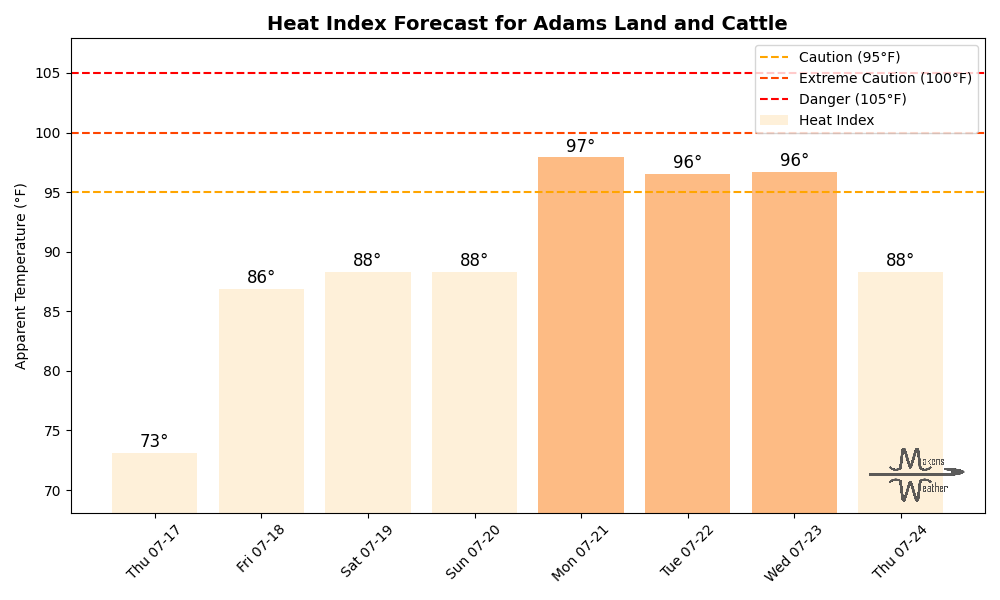 Heat Index Forecast for Adams Land and Cattle
Caution (95°F)
Extreme Caution (100°F)
Danger (105°F)
Heat Index
Apparent Temperature (°F)
105
100
95
90
85
80
75
70
73°
86°
88°
88°
97°
96°
96°
88°
Thu 07-17
Fri 07-18
Sat 07-19
Sun 07-20
Mon 07-21
Tue 07-22
Wed 07-23
Thu 07-24